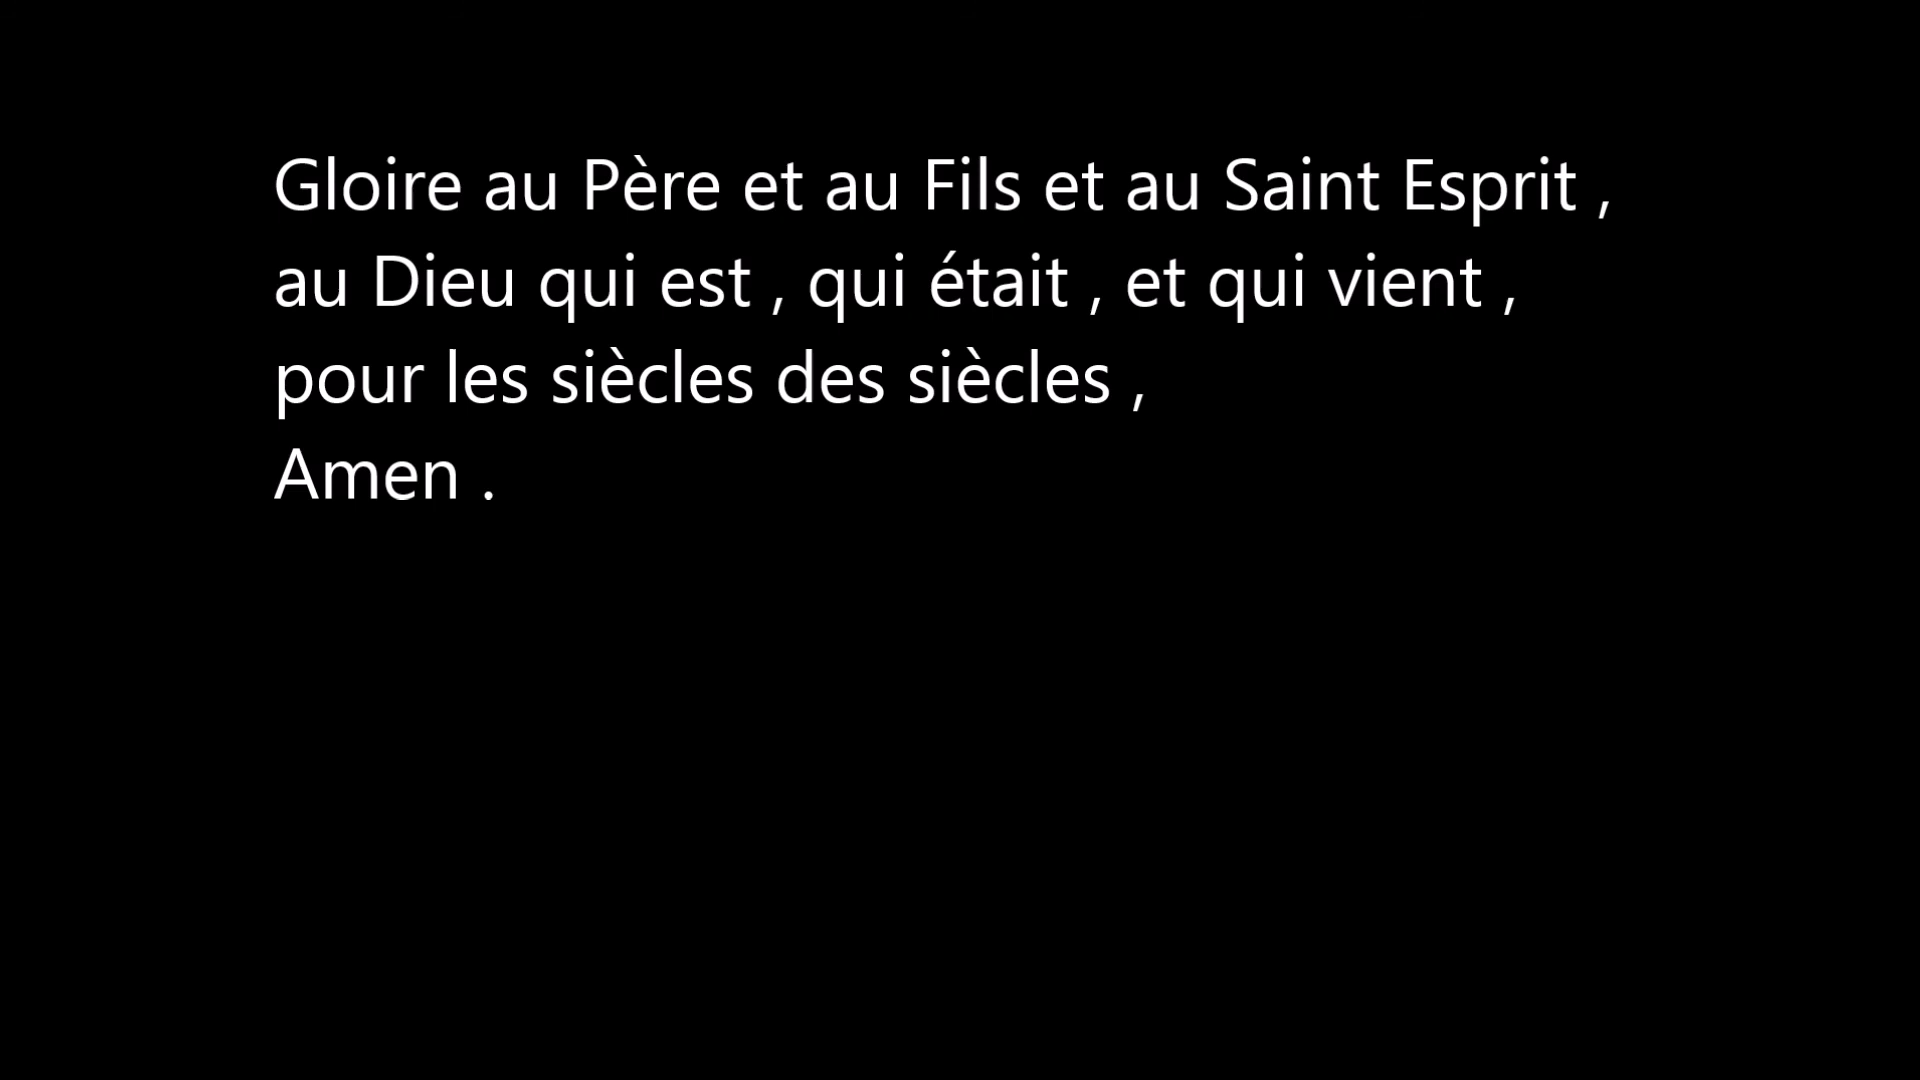 Gloire au Père et au Fils et au Saint Esprit ,
au Dieu qui est , qui était , et qui vient ,
pour les siècles des siècles ,
Amen .